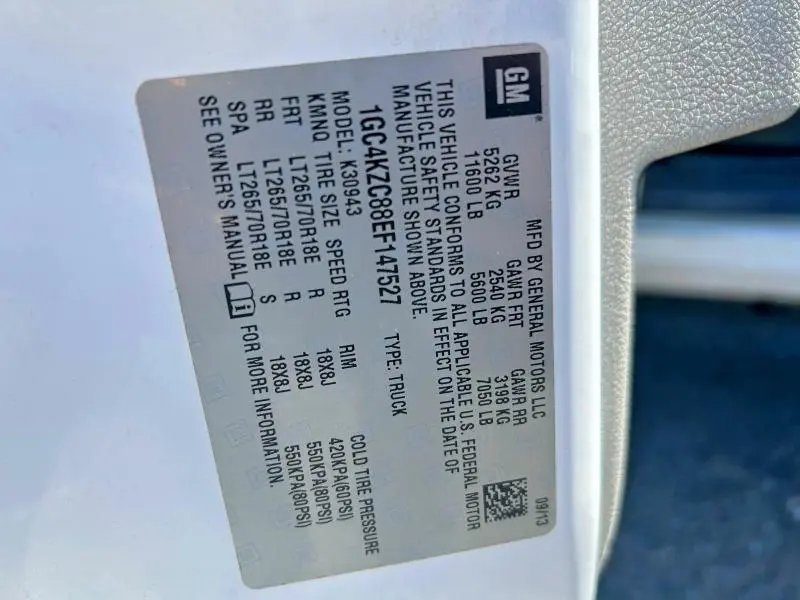 GM
MFD BY GENERAL MOTORS LLC 09/13
GVWR GAWR FRT GAWR RR
5262 KG 2540 KG 3198 KG
11600 LB 5600 LB 7050 LB
THIS VEHICLE CONFORMS TO ALL APPLICABLE U.S. FEDERAL MOTOR
VEHICLE SAFETY STANDARDS IN EFFECT ON THE DATE OF
MANUFACTURE SHOWN ABOVE.
1GC4KZC88EF147527 TYPE: TRUCK
MODEL: K30943
KMNQ TIRE SIZE SPEED RTG RIM COLD TIRE PRESSURE
FRT LT265/70R18E R 18X8J 420KPA(60PSI)
RR LT265/70R18E R 18X8J 550KPA(80PSI)
SPA LT265/70R18E S 18X8J 550KPA(80PSI)
SEE OWNER'S MANUAL FOR MORE INFORMATION.